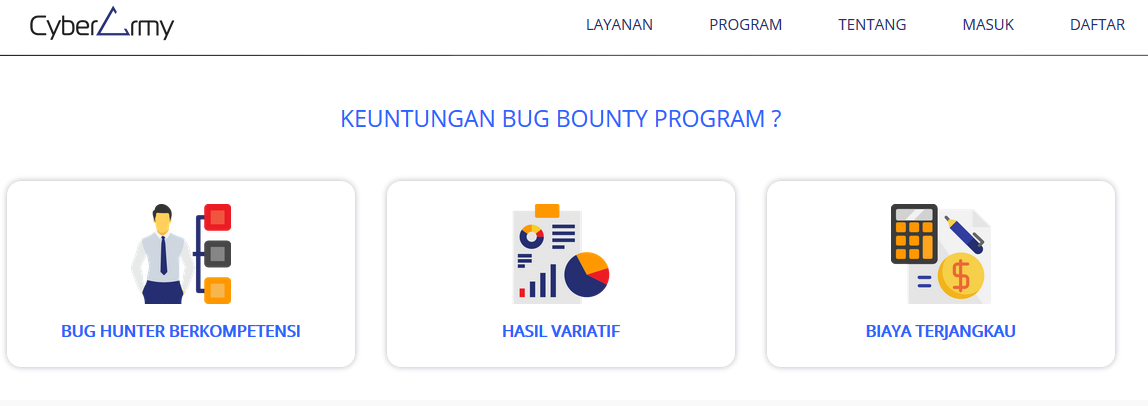 CyberArmy
LAYANAN PROGRAM TENTANG MASUK DAFTAR
KEUNTUNGAN BUG BOUNTY PROGRAM ?
BUG HUNTER BERKOMPETENSI
HASIL VARIATIF
$
BIAYA TERJANGKAU